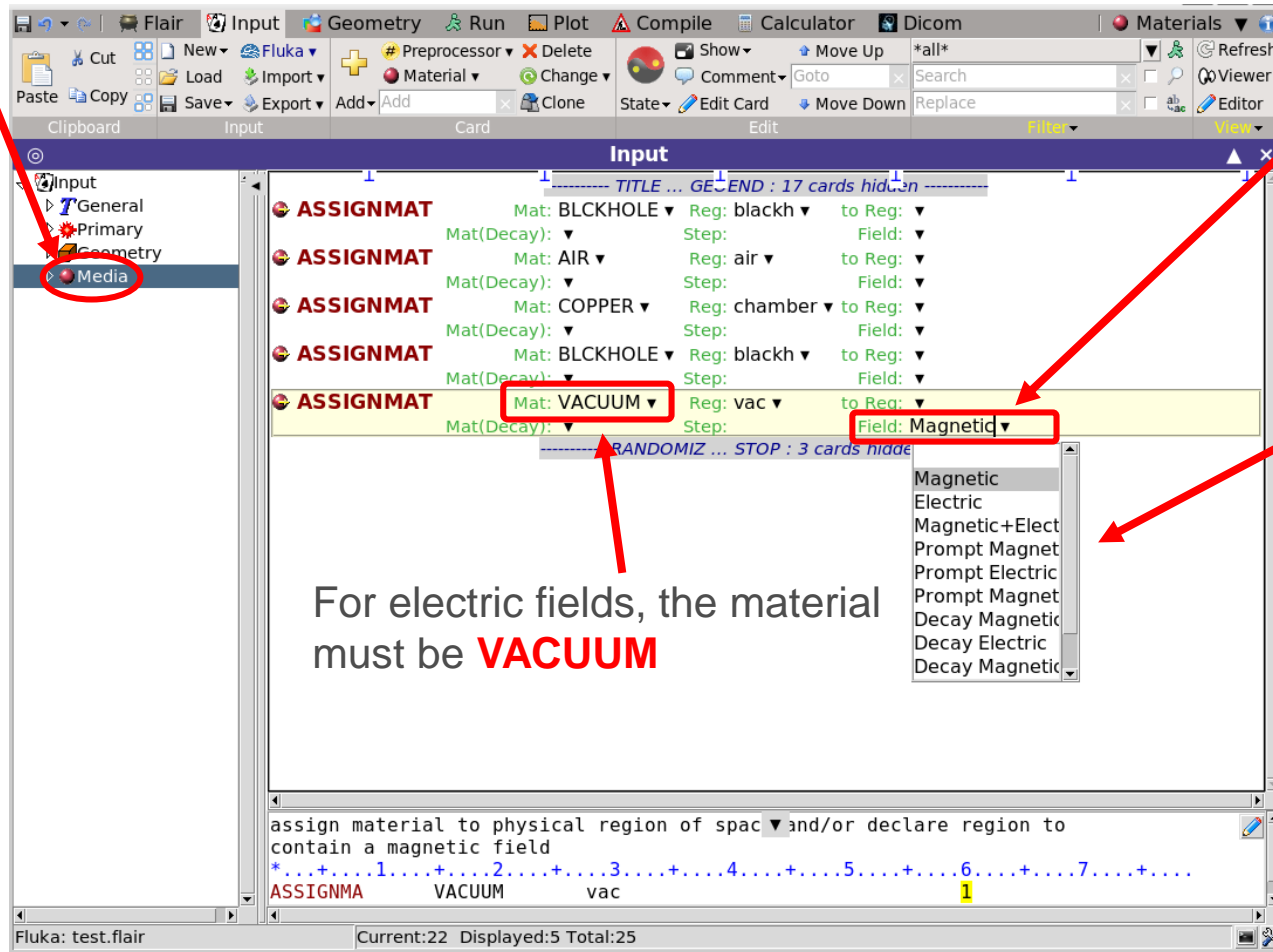 Flair Input Geometry Run Plot Compile Calculator Dicom Materials
Cut New Fluka Preprocessor Delete Show Move Up *all* Refresh
Load Import Material Change Comment Goto Search Viewer
Paste Copy Save Export Add Add Clone State Edit Card Move Down Replace Editor
Clipboard Input Card Edit Filter View
Input
Input
General
Primary
Geometry
Media
---------- TITLE ... GEOEND : 17 cards hidden -----------
ASSIGNMAT Mat: BLCKHOLE Reg: blackh to Reg:
Mat(Decay): Step: Field:
ASSIGNMAT Mat: AIR Reg: air to Reg:
Mat(Decay): Step: Field:
ASSIGNMAT Mat: COPPER Reg: chamber to Reg:
Mat(Decay): Step: Field:
ASSIGNMAT Mat: BLCKHOLE Reg: blackh to Reg:
Mat(Decay): Step: Field:
ASSIGNMAT Mat: VACUUM Reg: vac to Reg:
Mat(Decay): Step: Field: Magnetic
---------- RANDOMIZ ... STOP : 3 cards hidde
Magnetic
Electric
Magnetic+Elect
Prompt Magnet
Prompt Electric
Prompt Magnet
Decay Magnetic
Decay Electric
Decay Magnetic
For electric fields, the material
must be VACUUM
assign material to physical region of spac and/or declare region to
contain a magnetic field
*...+....1....+....2....+....3....+....4....+....5....+....6....+....7....+....
ASSIGNMA VACUUM vac 1
Fluka: test.flair Current:22 Displayed:5 Total:25